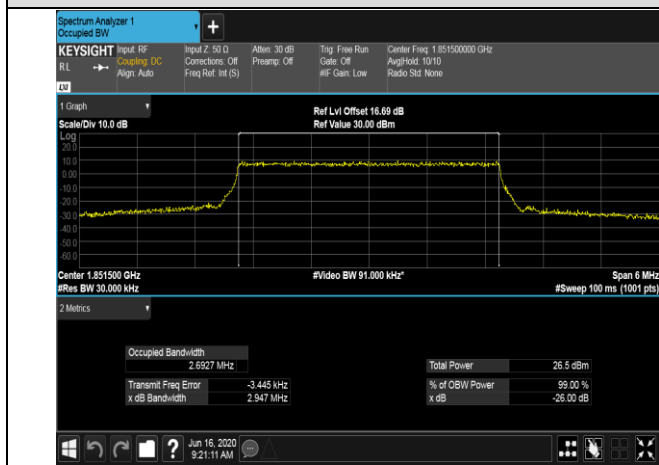 Spectrum Analyzer 1
Occupied BW
+
KEYSIGHT Input: RF Input Z: 50 Ω Atten: 30 dB Trig: Free Run Center Freq: 1.851500000 GHz
RL Coupling: DC Corrections: Off Preamp: Off Gate: Off Avg|Hold: 10/10
Align: Auto Freq Ref: Int (S) #IF Gain: Low Radio Std: None
LXI
1 Graph Ref Lvl Offset 16.69 dB
Scale/Div 10.0 dB Ref Value 30.00 dBm
Log
20.0
10.0
0.00
-10.0
-20.0
-30.0
-40.0
-50.0
-60.0
Center 1.851500 GHz #Video BW 91.000 kHz* Span 6 MHz
#Res BW 30.000 kHz #Sweep 100 ms (1001 pts)
2 Metrics
Occupied Bandwidth
2.6927 MHz Total Power 26.5 dBm
Transmit Freq Error -3.445 kHz % of OBW Power 99.00 %
x dB Bandwidth 2.947 MHz x dB -26.00 dB
? Jun 16, 2020
9:21:11 AM